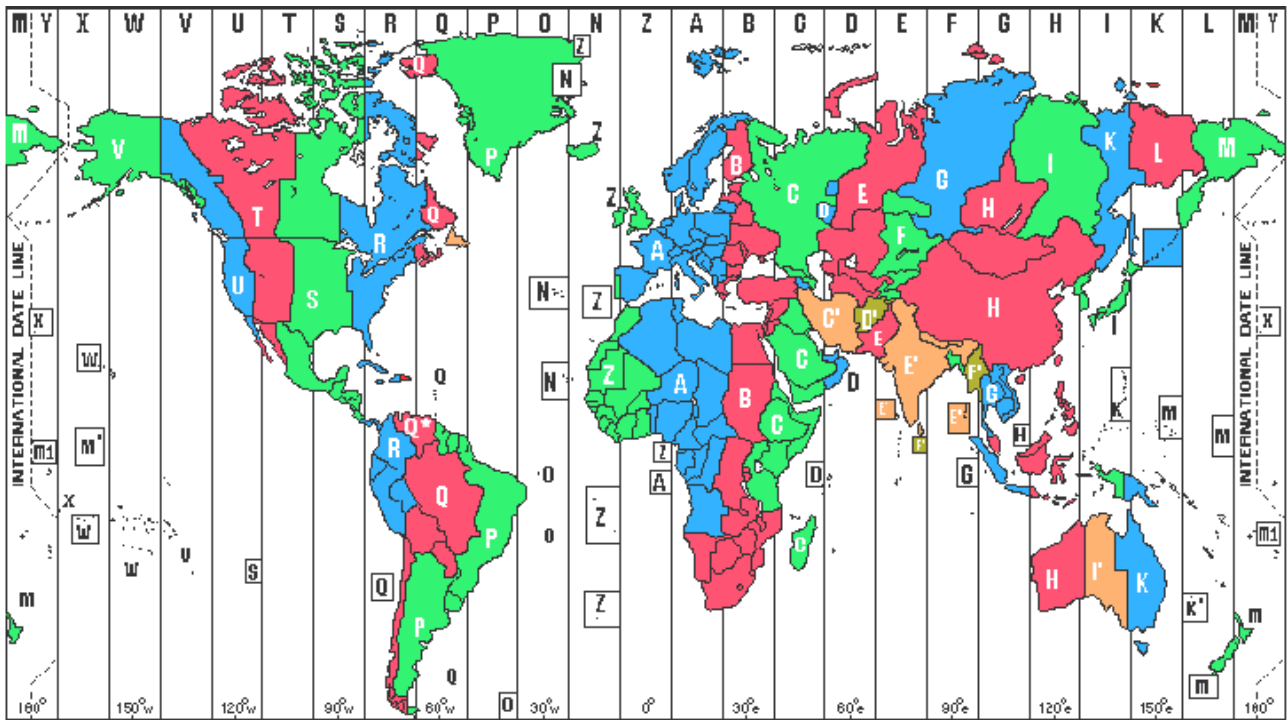 M Y X W V U T S R Q P O N Z A B C D E F G H I K L M Y
Q Z
N
M V P Z K L M
B I
C E G
Z D H
T Q F
R
A
INTERNATIONAL DATE LINE
U S N Z C' D' H
X E X
E' I
W C F'
N Z A D G
Q B E' E' K M
Q* C F' H M
M1 M' R
Z
A D G
X Q O
W Z
P O C M1
W U I'
S Q H K
M P Z K' M
Q
O M
180° 150°W 120°W 90°W 60°W 30°W 0° 30°E 60°E 90°E 120°E 150°E 180°
INTERNATIONAL DATE LINE